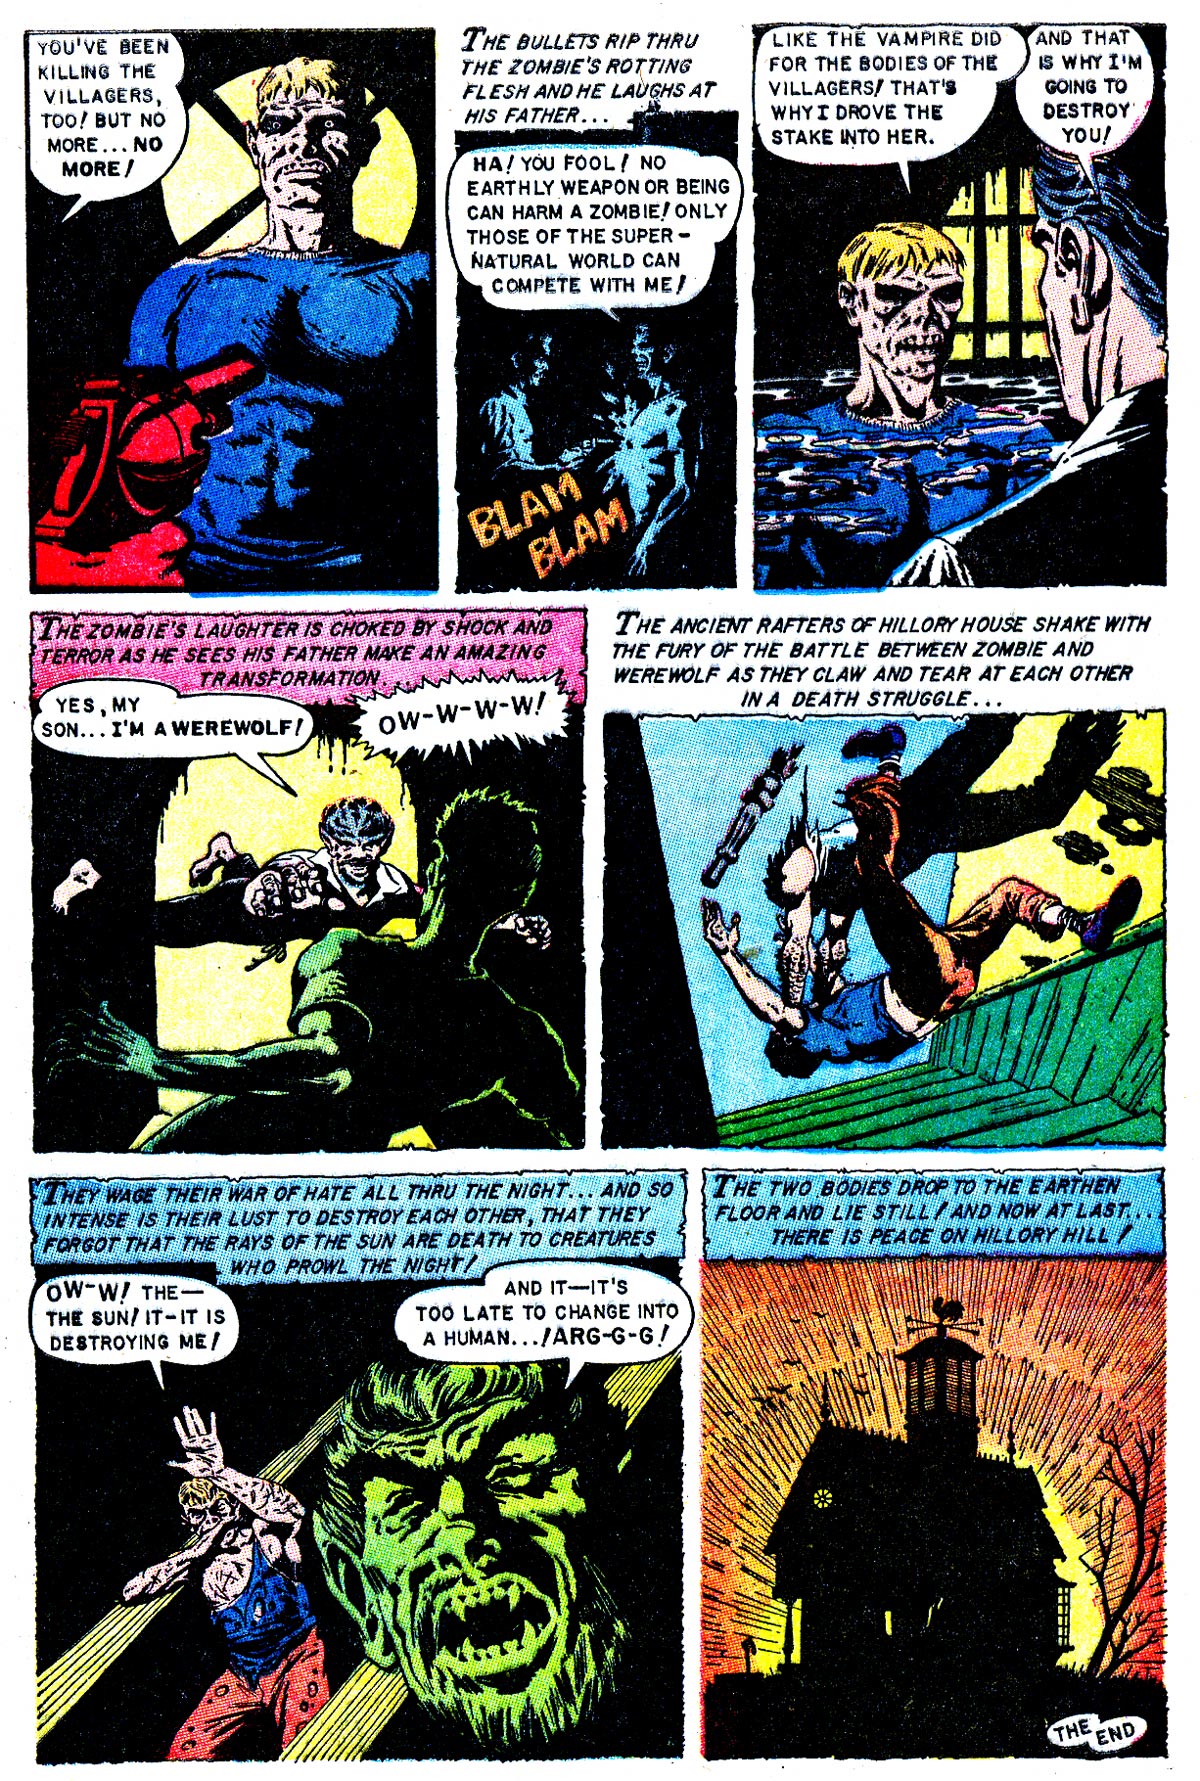 YOU'VE BEEN
KILLING THE
VILLAGERS,
TOO! BUT NO
MORE... NO
MORE!
THE BULLETS RIP THRU
THE ZOMBIE'S ROTTING
FLESH AND HE LAUGHS AT
HIS FATHER...
HA! YOU FOOL! NO
EARTHLY WEAPON OR BEING
CAN HARM A ZOMBIE! ONLY
THOSE OF THE SUPER-
NATURAL WORLD CAN
COMPETE WITH ME!
BLAM
BLAM
LIKE THE VAMPIRE DID
FOR THE BODIES OF THE
VILLAGERS! THAT'S
WHY I DROVE THE
STAKE INTO HER.
AND THAT
IS WHY I'M
GOING TO
DESTROY
YOU!
THE ZOMBIE'S LAUGHTER IS CHOKED BY SHOCK AND
TERROR AS HE SEES HIS FATHER MAKE AN AMAZING
TRANSFORMATION...
YES, MY
SON... I'M A WEREWOLF!
OW-W-W-W!
THE ANCIENT RAFTERS OF HILLORY HOUSE SHAKE WITH
THE FURY OF THE BATTLE BETWEEN ZOMBIE AND
WEREWOLF AS THEY CLAW AND TEAR AT EACH OTHER
IN A DEATH STRUGGLE...
THEY WAGE THEIR WAR OF HATE ALL THRU THE NIGHT... AND SO
INTENSE IS THEIR LUST TO DESTROY EACH OTHER, THAT THEY
FORGOT THAT THE RAYS OF THE SUN ARE DEATH TO CREATURES
WHO PROWL THE NIGHT!
OW-W! THE—
THE SUN! IT-IT IS
DESTROYING ME!
AND IT—IT'S
TOO LATE TO CHANGE INTO
A HUMAN...! ARG-G-G!
THE TWO BODIES DROP TO THE EARTHEN
FLOOR AND LIE STILL! AND NOW AT LAST...
THERE IS PEACE ON HILLORY HILL!
THE
END